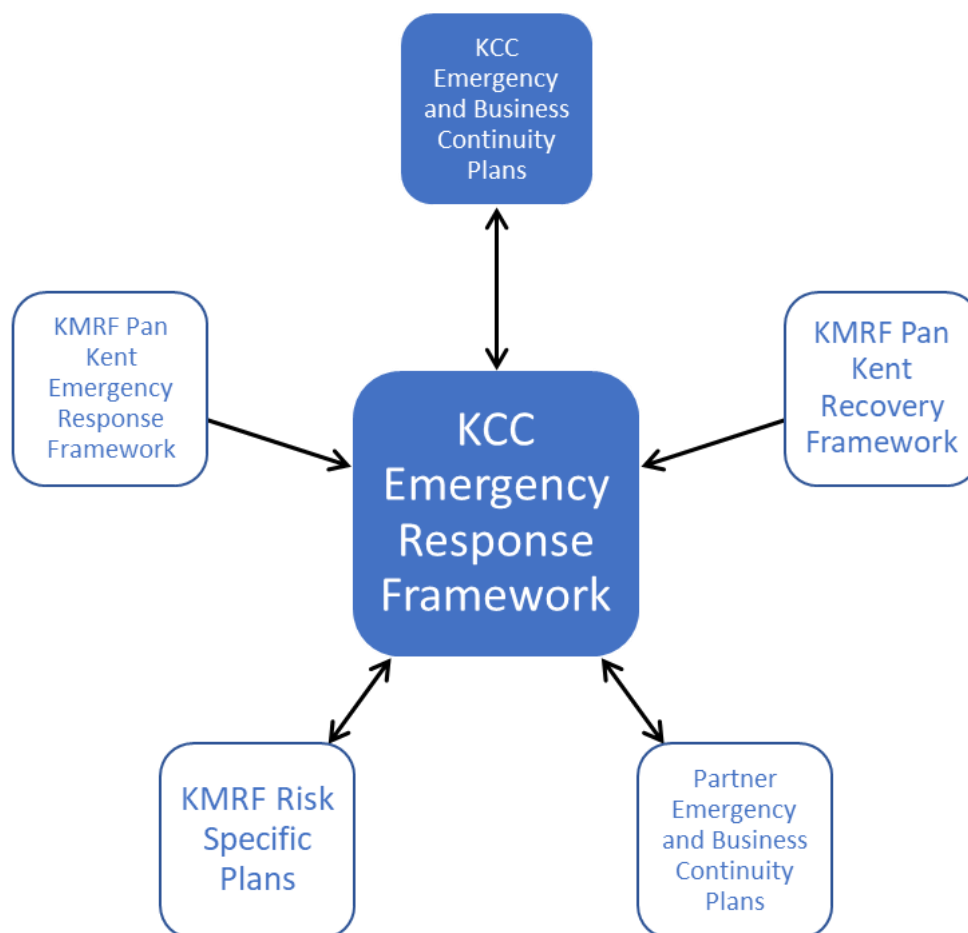 KCC
Emergency
and Business
Continuity
Plans
KMRF Pan
Kent
Emergency
Response
Framework
KMRF Pan
Kent
Recovery
Framework
KCC
Emergency
Response
Framework
KMRF Risk
Specific
Plans
Partner
Emergency
and Business
Continuity
Plans